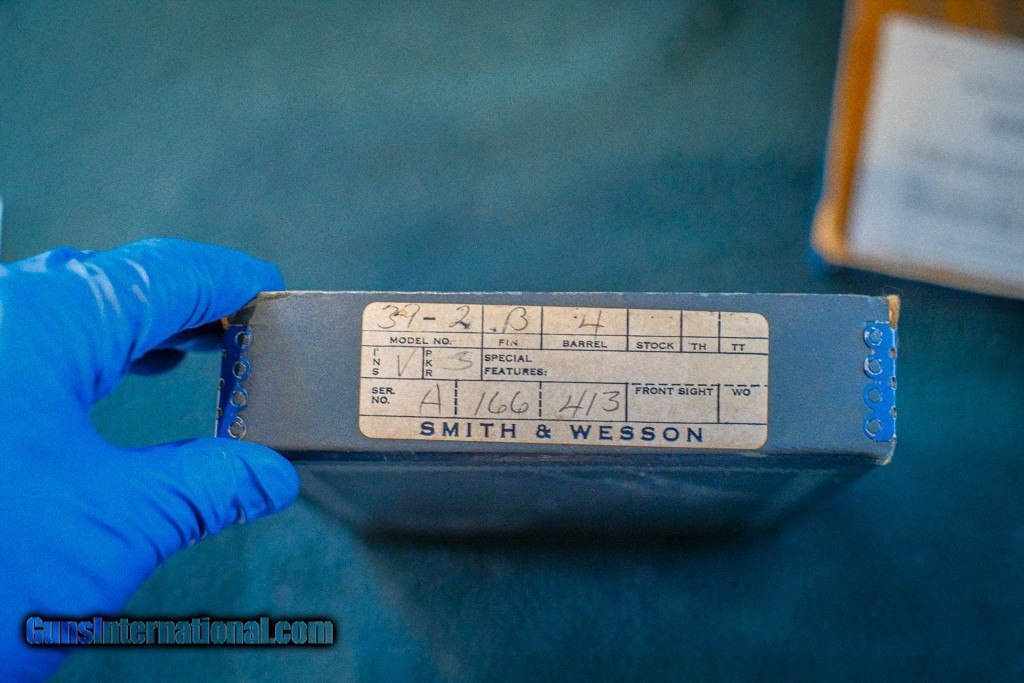 39-2 .B 4
MODEL NO. FIN BARREL STOCK TH TT
INS V PKR 3 SPECIAL
FEATURES:
SER. NO. A 166 413 FRONT SIGHT WO
SMITH & WESSON
GunsInternational.com